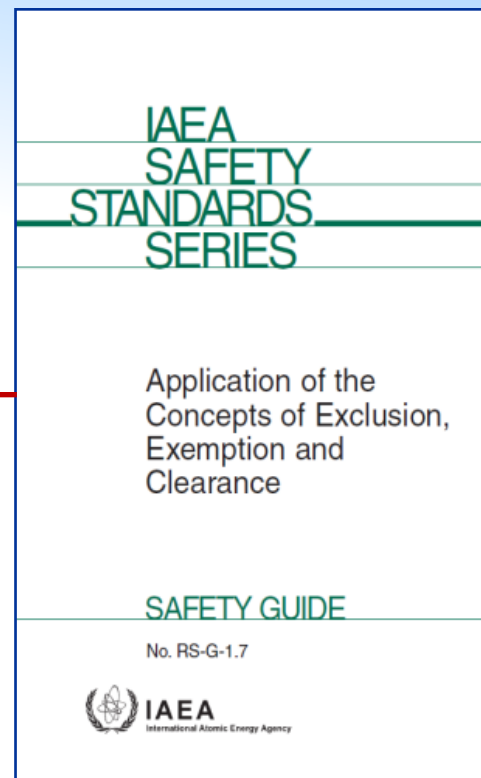 IAEA
SAFETY
STANDARDS
SERIES
Application of the
Concepts of Exclusion,
Exemption and
Clearance
SAFETY GUIDE
No. RS-G-1.7
IAEA
International Atomic Energy Agency